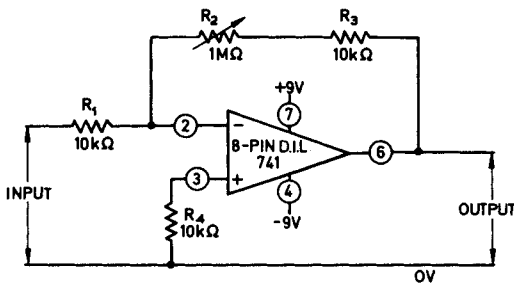 R2
1MΩ
R3
10kΩ
+9V
7
R1
10kΩ
2
−
8-PIN D.I.L
741
6
3
+
4
-9V
INPUT
R4
10kΩ
OUTPUT
0V